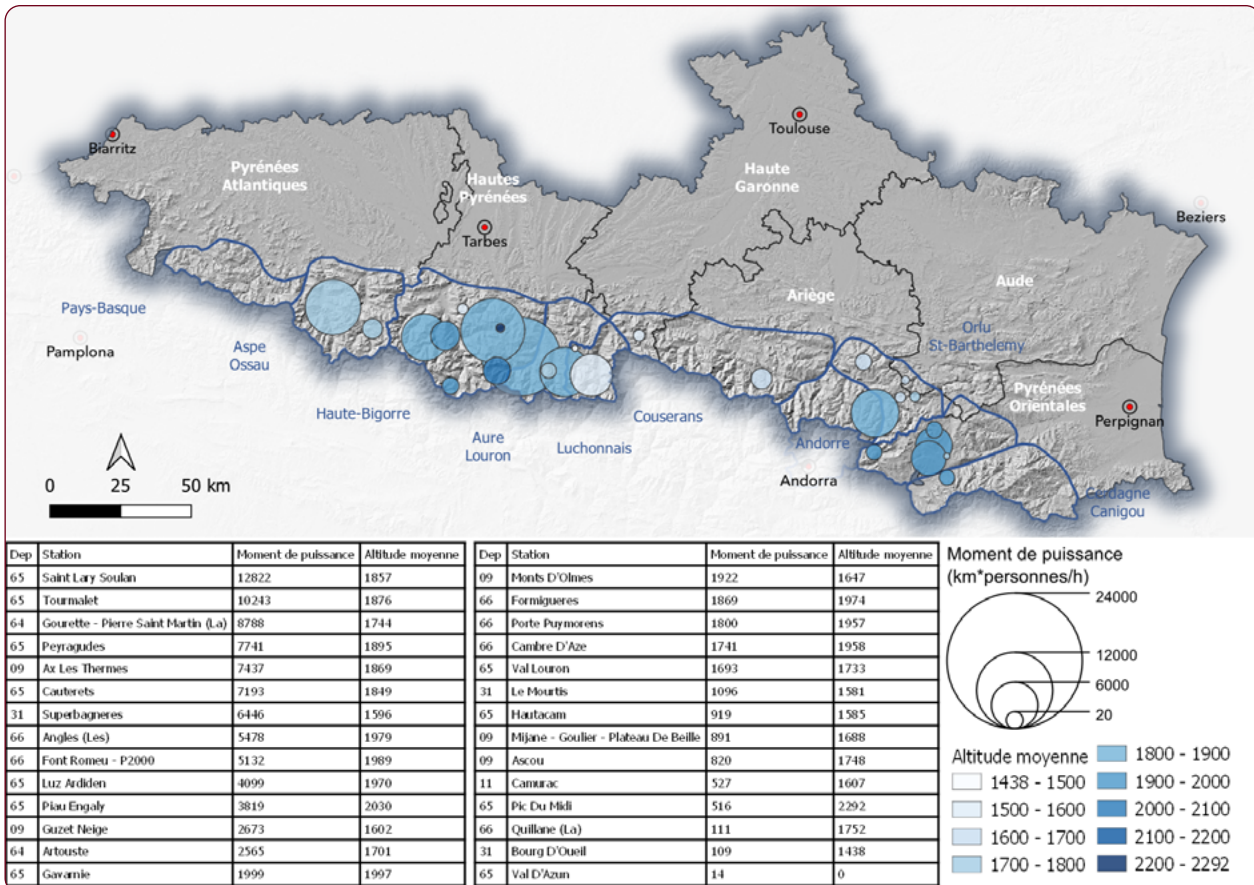 Biarritz
Toulouse
Pyrénées
Atlantiques
Hautes
Pyrénées
Haute
Garonne
Tarbes
Beziers
Ariège
Aude
Pays-Basque
Pamplona
Aspe
Ossau
Orlu
St-Barthelemy
Pyrénées
Orientales
Perpignan
Haute-Bigorre
Aure
Louron
Luchonnais
Couserans
Andorre
Andorra
Cerdagne
Canigou
0 25 50 km
Dep Station Moment de puissance Altitude moyenne
65 Saint Lary Soulan 12822 1857
65 Tourmalet 10243 1876
64 Gourette - Pierre Saint Martin (La) 8788 1744
65 Peyragudes 7741 1895
09 Ax Les Thermes 7437 1869
65 Cauterets 7193 1849
31 Superbagneres 6446 1596
66 Angles (Les) 5478 1979
66 Font Romeu - P2000 5132 1989
65 Luz Ardiden 4099 1970
65 Piau Engaly 3819 2030
09 Guzet Neige 2673 1602
64 Artouste 2565 1701
65 Gavarnie 1999 1997
Dep Station Moment de puissance Altitude moyenne
09 Monts D'Olmes 1922 1647
66 Formigueres 1869 1974
66 Porte Puymorens 1800 1957
66 Cambre D'Aze 1741 1958
65 Val Louron 1693 1733
31 Le Mourtis 1096 1581
65 Hautacam 919 1585
09 Mijane - Goulier - Plateau De Beille 891 1688
09 Ascou 820 1748
11 Camurac 527 1607
65 Pic Du Midi 516 2292
66 Quillane (La) 111 1752
31 Bourg D'Oueil 109 1438
65 Val D'Azun 14 0
Moment de puissance
(km*personnes/h)
24000
12000
6000
20
Altitude moyenne
1438 - 1500
1500 - 1600
1600 - 1700
1700 - 1800
1800 - 1900
1900 - 2000
2000 - 2100
2100 - 2200
2200 - 2292